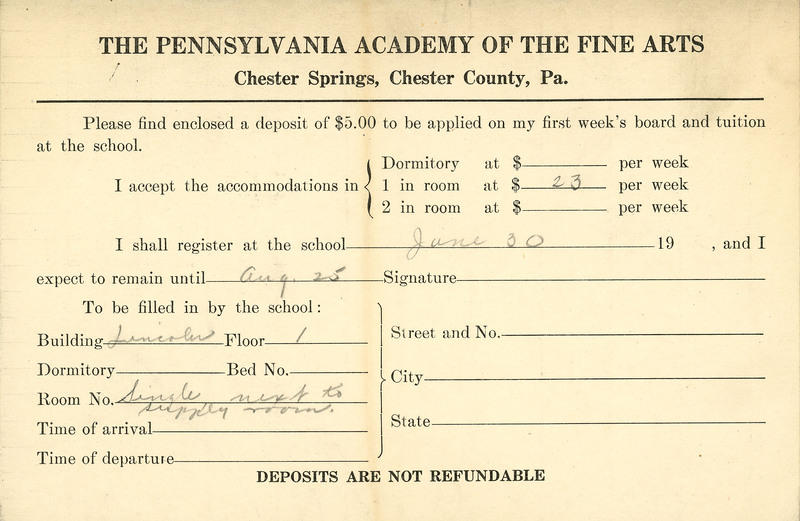 THE PENNSYLVANIA ACADEMY OF THE FINE ARTS
Chester Springs, Chester County, Pa.
Please find enclosed a deposit of $5.00 to be applied on my first week's board and tuition
at the school.
I accept the accommodations in
Dormitory at $ per week
1 in room at $ 23 per week
2 in room at $ per week
I shall register at the school June 30 19 , and I
expect to remain until Aug. 25 Signature
To be filled in by the school:
Building Lincoln Floor 1
Dormitory Bed No.
Room No. Single next to
supply room.
Time of arrival
Time of departure
Street and No.
City
State
DEPOSITS ARE NOT REFUNDABLE